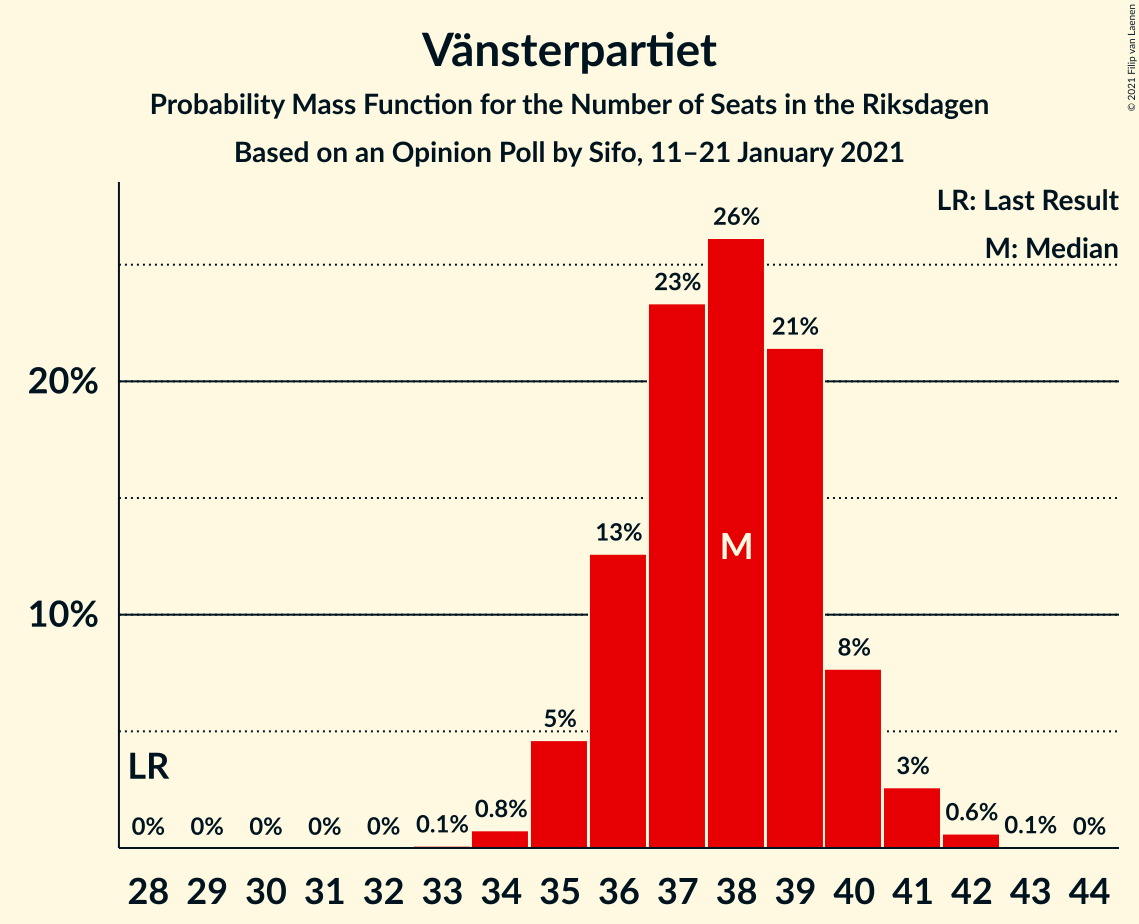 Vänsterpartiet
Probability Mass Function for the Number of Seats in the Riksdagen
Based on an Opinion Poll by Sifo, 11–21 January 2021
© 2021 Filip van Laenen
LR: Last Result
M: Median
20%
10%
LR
M
0% 0% 0% 0% 0% 0.1% 0.8% 5% 13% 23% 26% 21% 8% 3% 0.6% 0.1% 0%
28 29 30 31 32 33 34 35 36 37 38 39 40 41 42 43 44